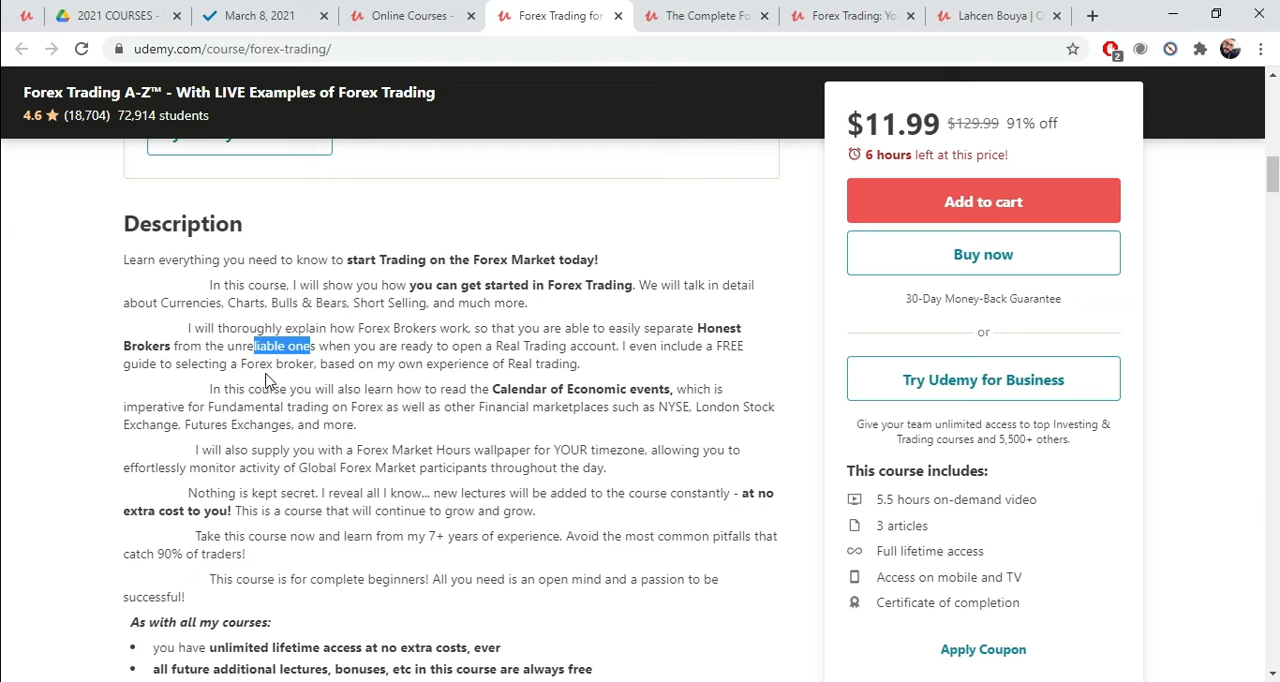 2021 COURSES -
March 8, 2021
Online Courses -
Forex Trading for
The Complete Fo
Forex Trading: Yo
Lahcen Bouya | O
udemy.com/course/forex-trading/
2
Forex Trading A-Z™ - With LIVE Examples of Forex Trading
4.6 ★ (18,704) 72,914 students
Description
Learn everything you need to know to start Trading on the Forex Market today!
In this course, I will show you how you can get started in Forex Trading. We will talk in detail
about Currencies, Charts, Bulls & Bears, Short Selling, and much more.
I will thoroughly explain how Forex Brokers work, so that you are able to easily separate Honest
Brokers from the unreliable ones when you are ready to open a Real Trading account. I even include a FREE
guide to selecting a Forex broker, based on my own experience of Real trading.
In this course you will also learn how to read the Calendar of Economic events, which is
imperative for Fundamental trading on Forex as well as other Financial marketplaces such as NYSE, London Stock
Exchange, Futures Exchanges, and more.
I will also supply you with a Forex Market Hours wallpaper for YOUR timezone, allowing you to
effortlessly monitor activity of Global Forex Market participants throughout the day.
Nothing is kept secret. I reveal all I know... new lectures will be added to the course constantly - at no
extra cost to you! This is a course that will continue to grow and grow.
Take this course now and learn from my 7+ years of experience. Avoid the most common pitfalls that
catch 90% of traders!
This course is for complete beginners! All you need is an open mind and a passion to be
successful!
As with all my courses:
• you have unlimited lifetime access at no extra costs, ever
• all future additional lectures, bonuses, etc in this course are always free
$11.99 $129.99 91% off
6 hours left at this price!
Add to cart
Buy now
30-Day Money-Back Guarantee
or
Try Udemy for Business
Give your team unlimited access to top Investing &
Trading courses and 5,500+ others.
This course includes:
5.5 hours on-demand video
3 articles
Full lifetime access
Access on mobile and TV
Certificate of completion
Apply Coupon